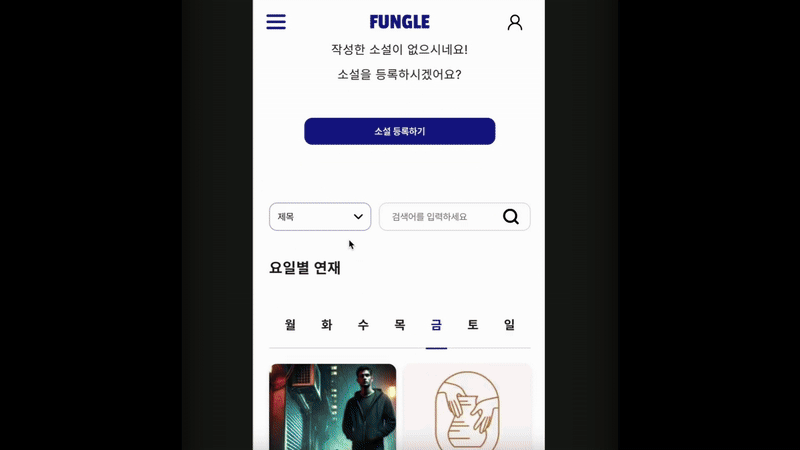 FUNGLE
작성한 소설이 없으시네요!
소설을 등록하시겠어요?
소설 등록하기
제목
검색어를 입력하세요
요일별 연재
월 화 수 목 금 토 일